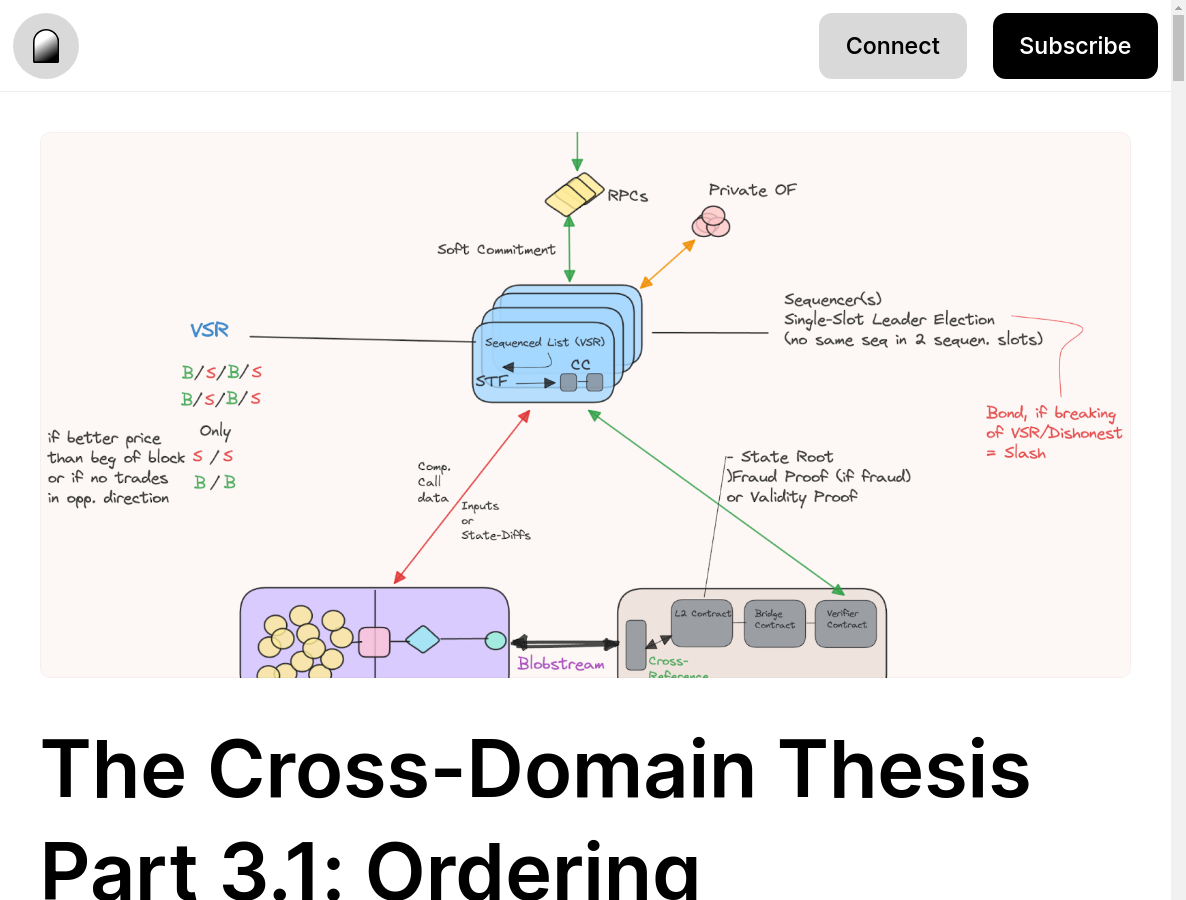 Connect
Subscribe
RPCs
Private OF
Soft Commitment
Sequencer(s)
Single-Slot Leader Election
(no same seq in 2 sequen. slots)
VSR
Sequenced List (VSR)
CC
STF
B/S/B/S
B/S/B/S
Only
S/S
B/B
if better price
than beg of block
or if no trades
in opp. direction
Bond, if breaking
of VSR/Dishonest
= Slash
Comp.
Call
data
Inputs
or
State-Diffs
- State Root
)Fraud Proof (if fraud)
or Validity Proof
L2 Contract
Bridge
Contract
Verifier
Contract
Blobstream
Cross-
Reference
The Cross-Domain Thesis
Part 3.1: Ordering